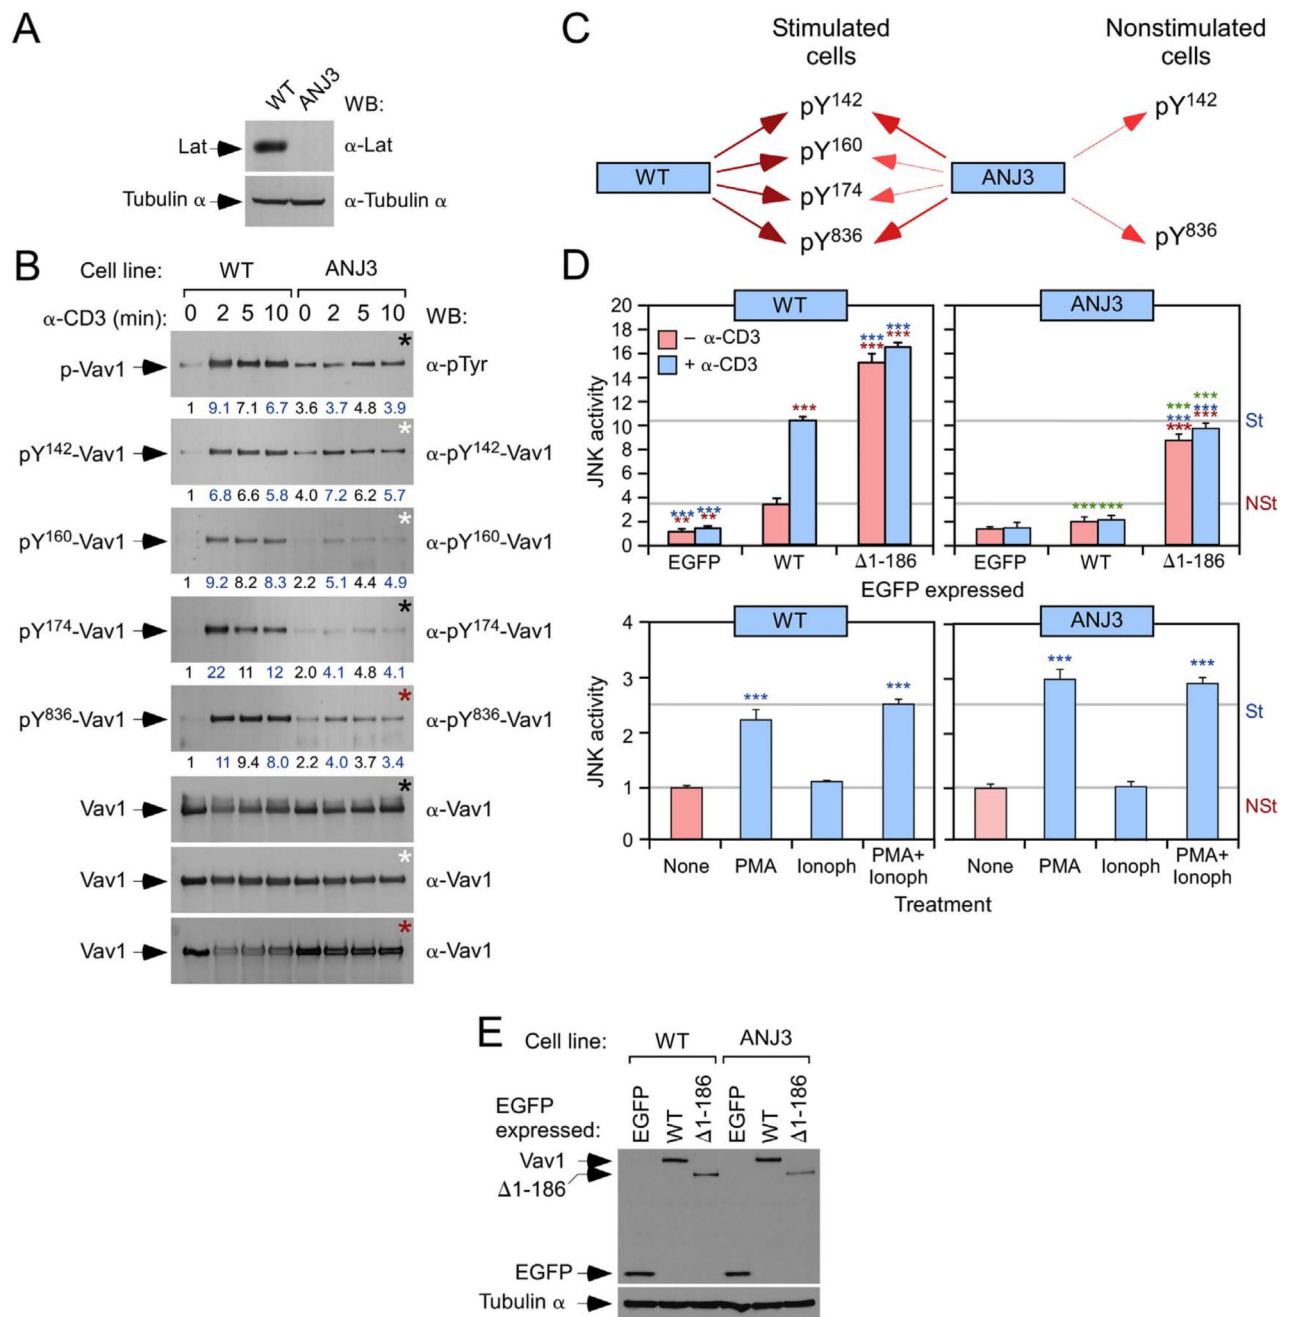 A
WT ANJ3 WB:
Lat α-Lat
Tubulin α α-Tubulin α
B
Cell line: WT ANJ3
α-CD3 (min): 0 2 5 10 0 2 5 10 WB:
*
p-Vav1 α-pTyr
1 9.1 7.1 6.7 3.6 3.7 4.8 3.9
*
pY142-Vav1 α-pY142-Vav1
1 6.8 6.6 5.8 4.0 7.2 6.2 5.7
*
pY160-Vav1 α-pY160-Vav1
1 9.2 8.2 8.3 2.2 5.1 4.4 4.9
*
pY174-Vav1 α-pY174-Vav1
1 22 11 12 2.0 4.1 4.8 4.1
*
pY836-Vav1 α-pY836-Vav1
1 11 9.4 8.0 2.2 4.0 3.7 3.4
*
Vav1 α-Vav1
*
Vav1 α-Vav1
*
Vav1 α-Vav1
C
Stimulated
cells
Nonstimulated
cells
pY142 pY142
pY160
WT ANJ3
pY174
pY836 pY836
D
WT ANJ3
JNK activity
20
18
16
14
12
10
8
6
4
2
0
– α-CD3
+ α-CD3
*** *** *** *** *** *** ***
** ** *** ***
*** ***
*** ***
*** ***
*** ***
St
NSt
EGFP WT Δ1-186 EGFP WT Δ1-186
EGFP expressed
WT ANJ3
JNK activity
4
3
2
1
0
*** *** *** ***
St
NSt
None PMA Ionoph PMA+
Ionoph
None PMA Ionoph PMA+
Ionoph
Treatment
E
Cell line: WT ANJ3
EGFP
expressed:
EGFP WT Δ1-186 EGFP WT Δ1-186
Vav1
Δ1-186
EGFP
Tubulin α